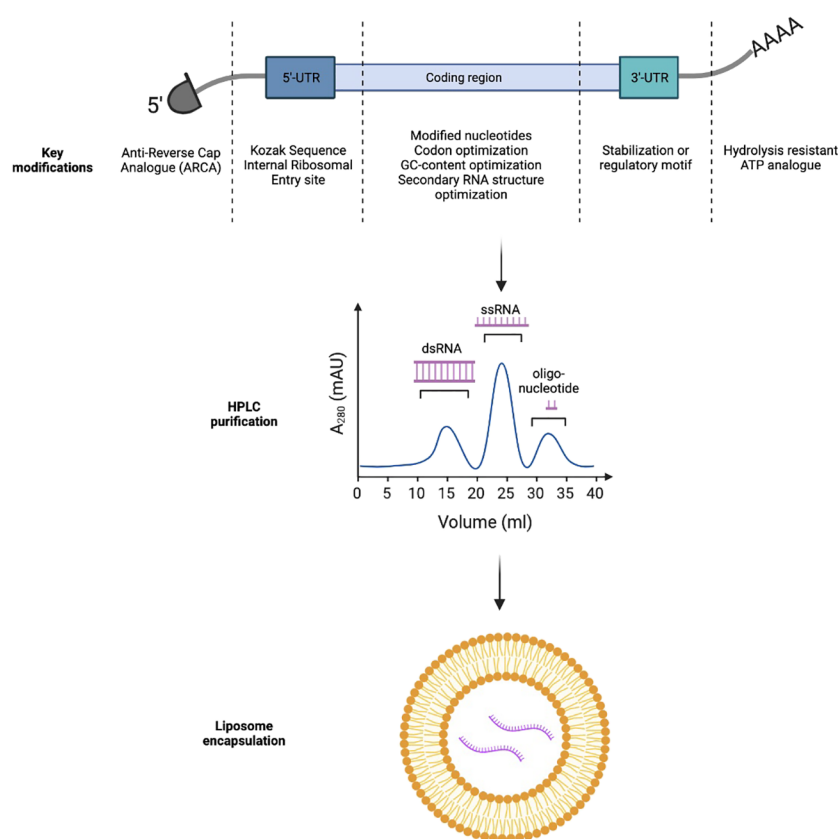 AAAA
5'
5'-UTR
Coding region
3'-UTR
Key
modifications
Anti-Reverse Cap
Analogue (ARCA)
Kozak Sequence
Internal Ribosomal
Entry site
Modified nucleotides
Codon optimization
GC-content optimization
Secondary RNA structure
optimization
Stabilization or
regulatory motif
Hydrolysis resistant
ATP analogue
HPLC
purification
A₂₈₀ (mAU)
dsRNA
ssRNA
oligo-
nucleotide
0 5 10 15 20 25 30 35 40
Volume (ml)
Liposome
encapsulation